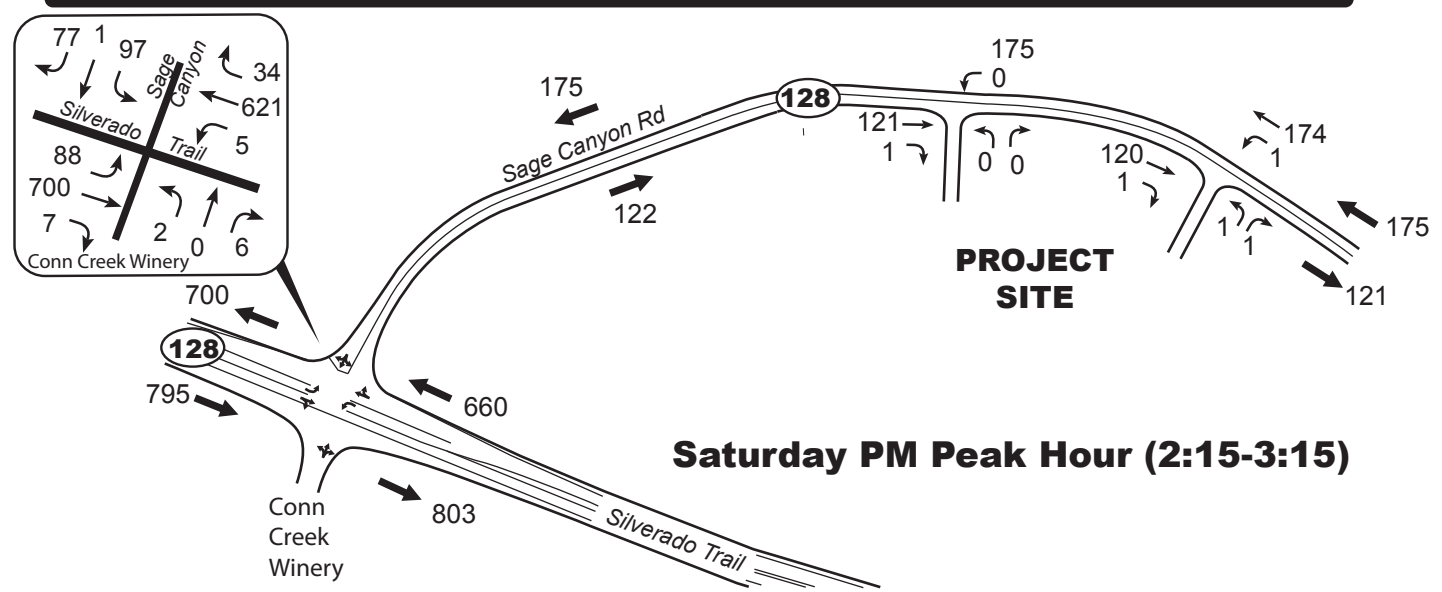 77 1 97
Sage
Canyon
34
621
5
Silverado
Trail
88
700
7
2 0 6
Conn Creek Winery
175
Sage Canyon Rd
122
128
175
0
121
1
0 0
174
1
120
1
1 1
175
121
PROJECT
SITE
700
128
795
660
803
Saturday PM Peak Hour (2:15-3:15)
Silverado Trail
Conn
Creek
Winery